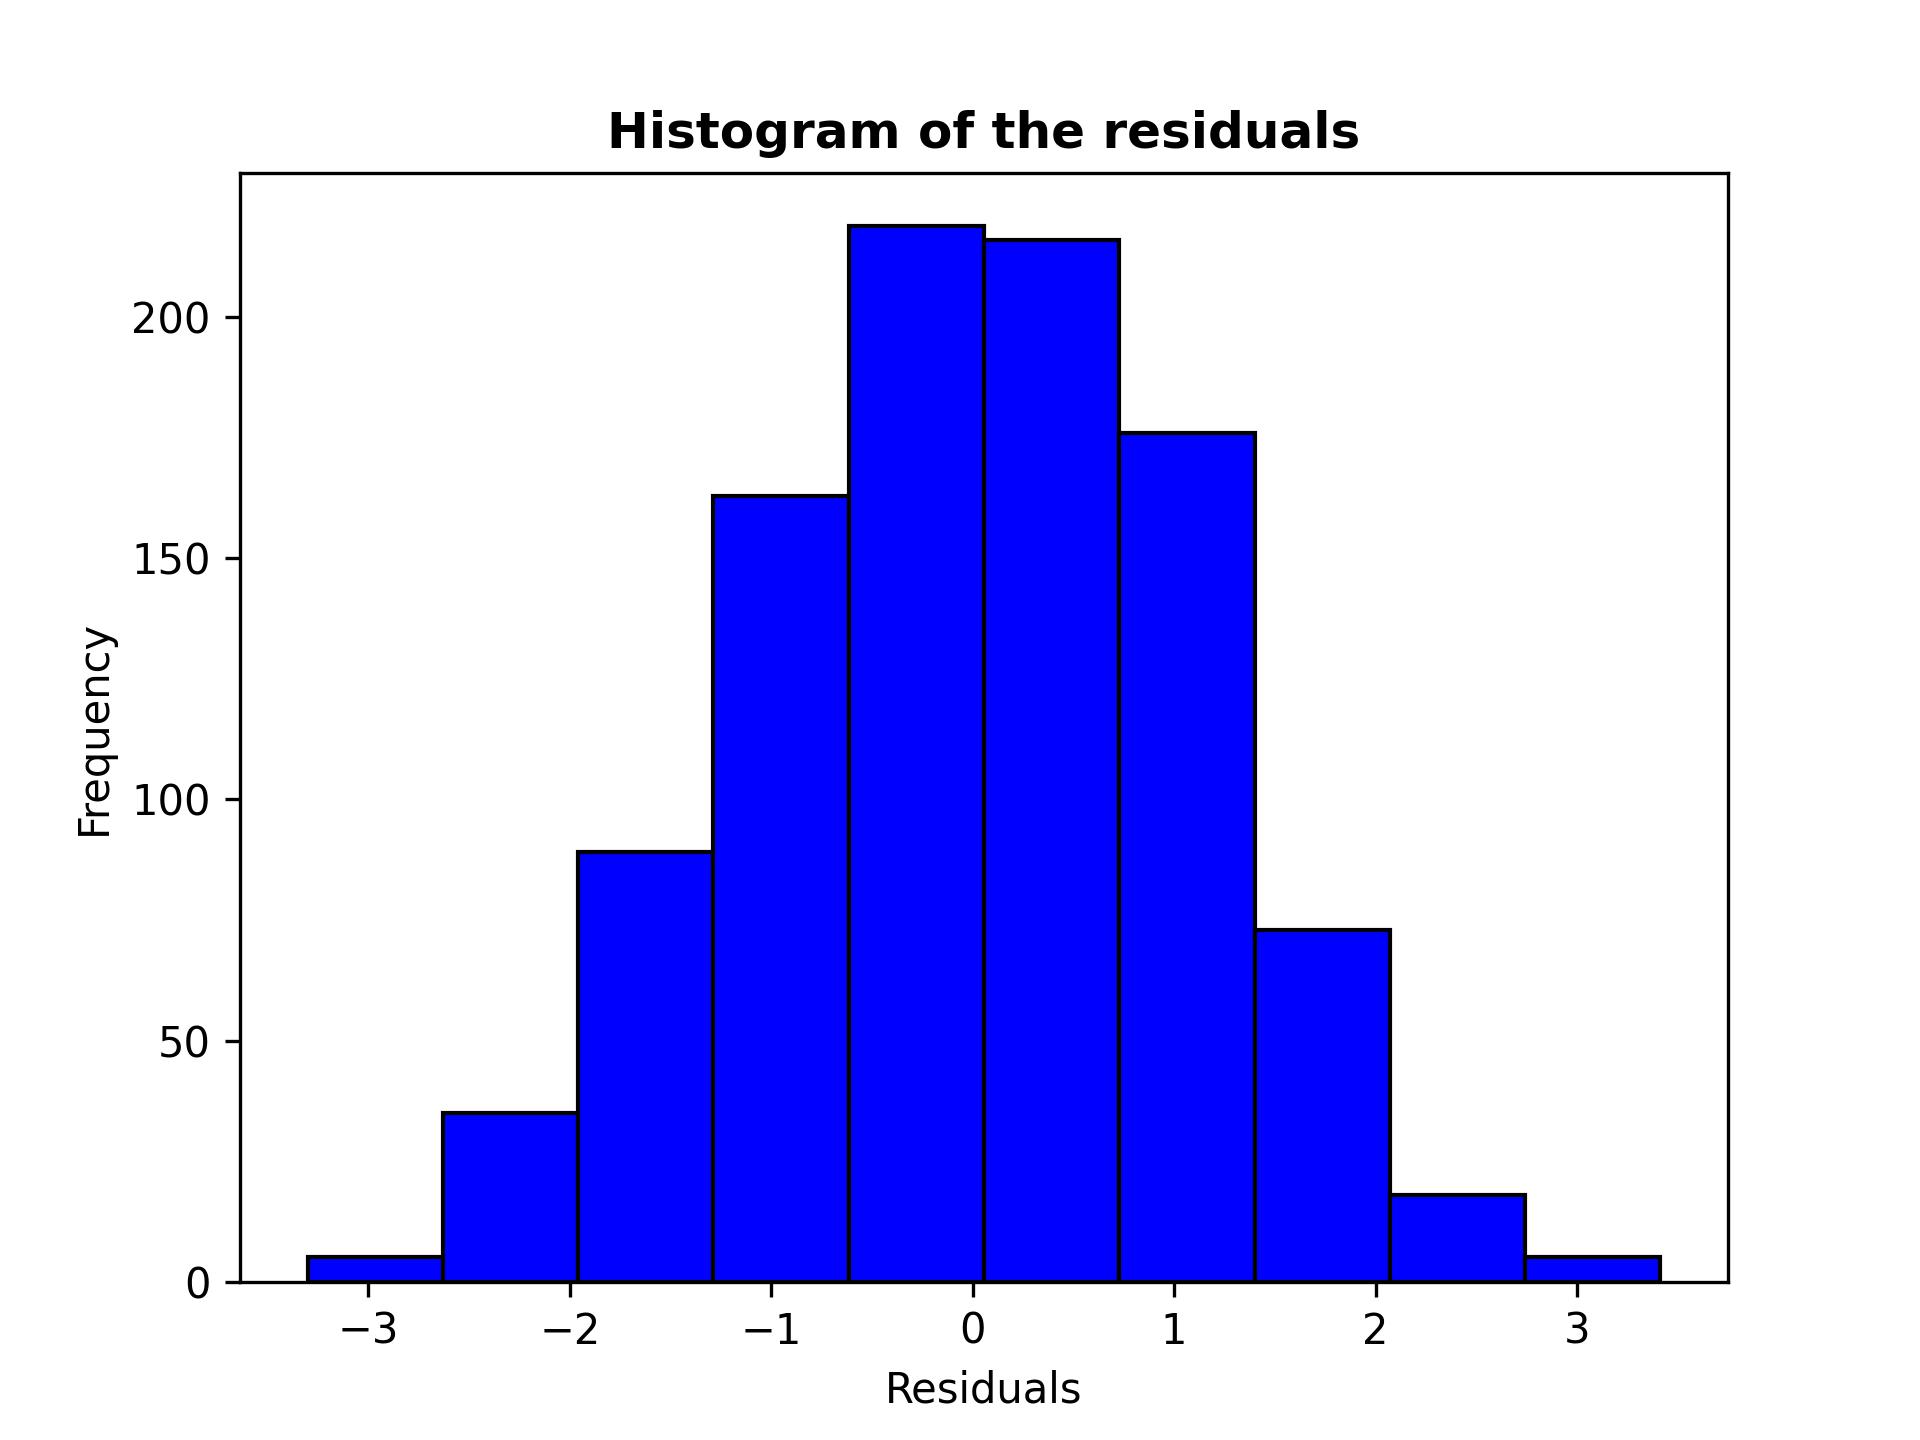 Histogram of the residuals
200
150
100
50
0
Frequency
−3 −2 −1 0 1 2 3
Residuals